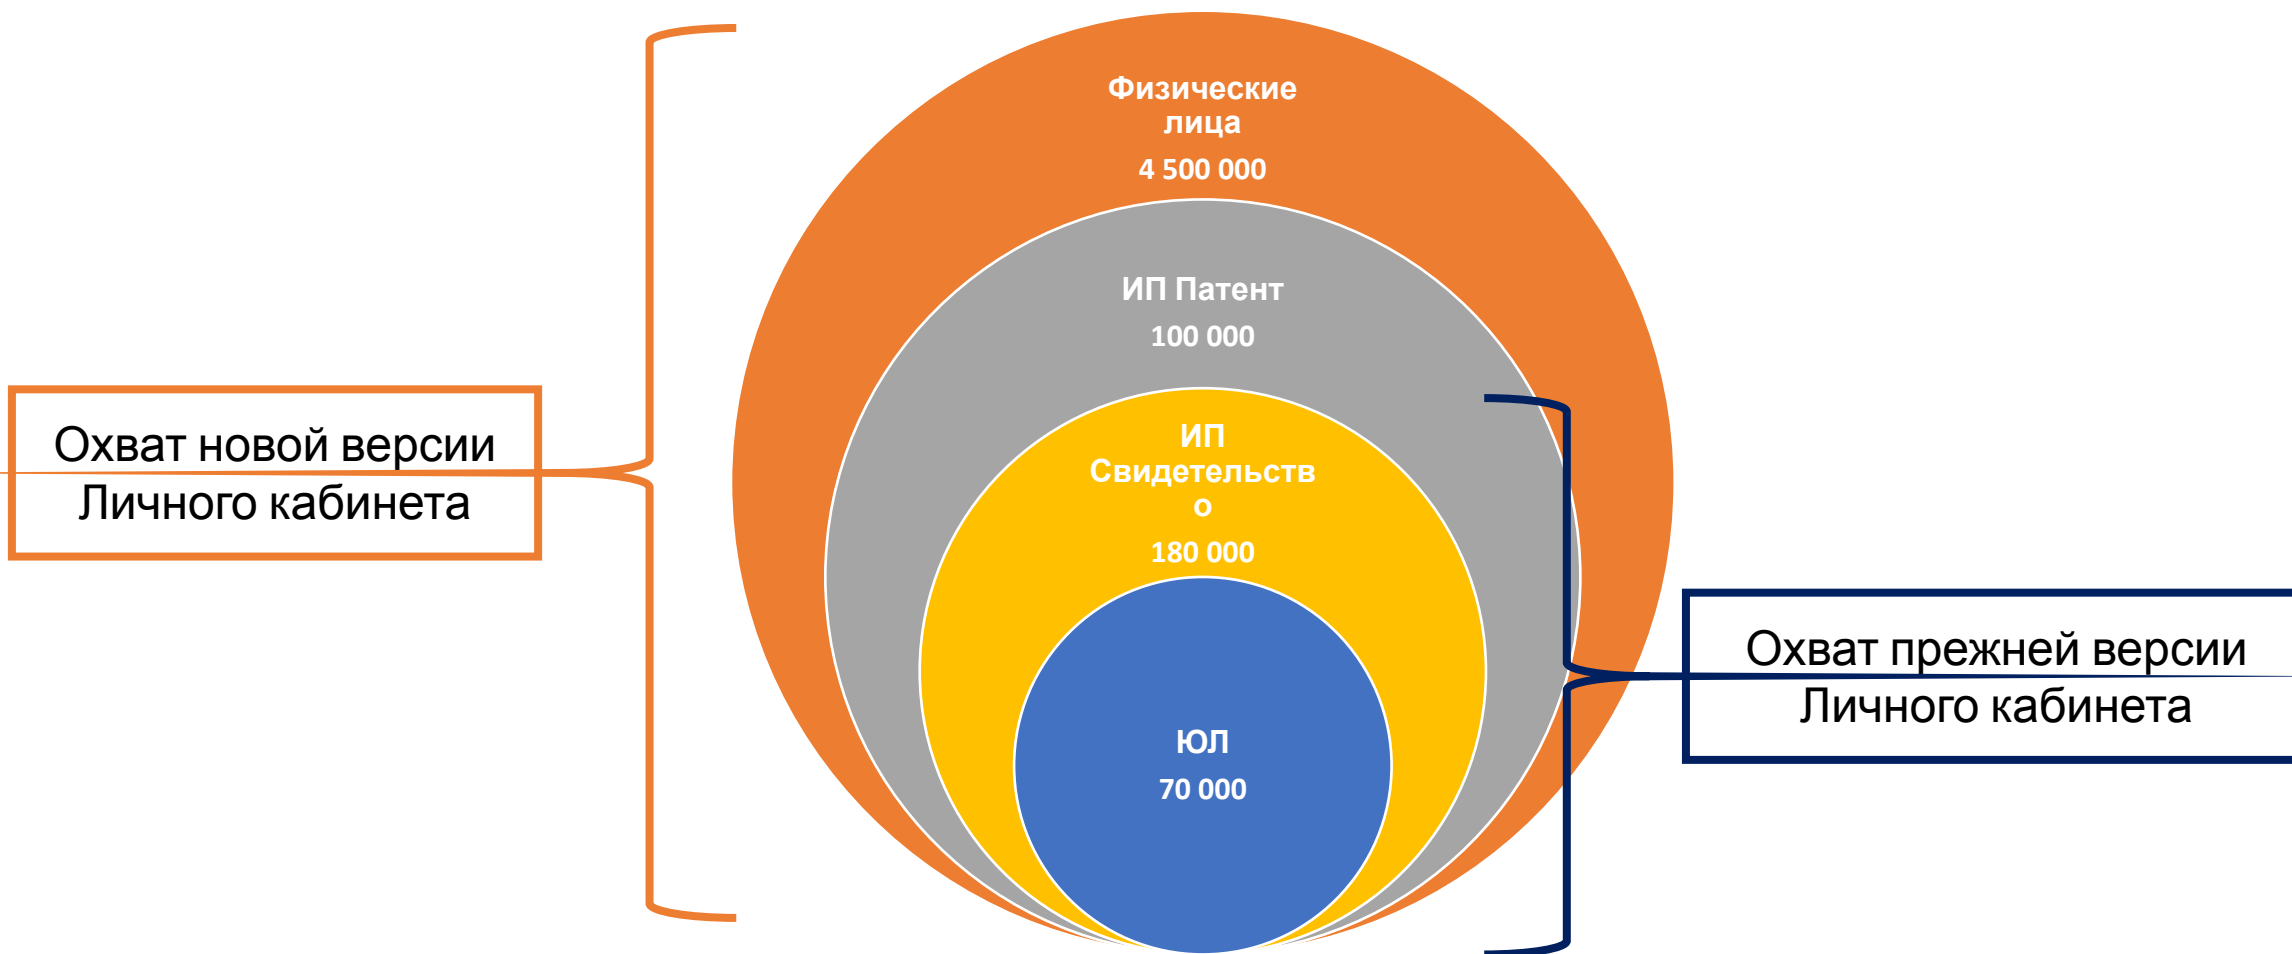 Физические
лица
4 500 000
ИП Патент
100 000
ИП
Свидетельств
о
180 000
ЮЛ
70 000
Охват новой версии
Личного кабинета
Охват прежней версии
Личного кабинета